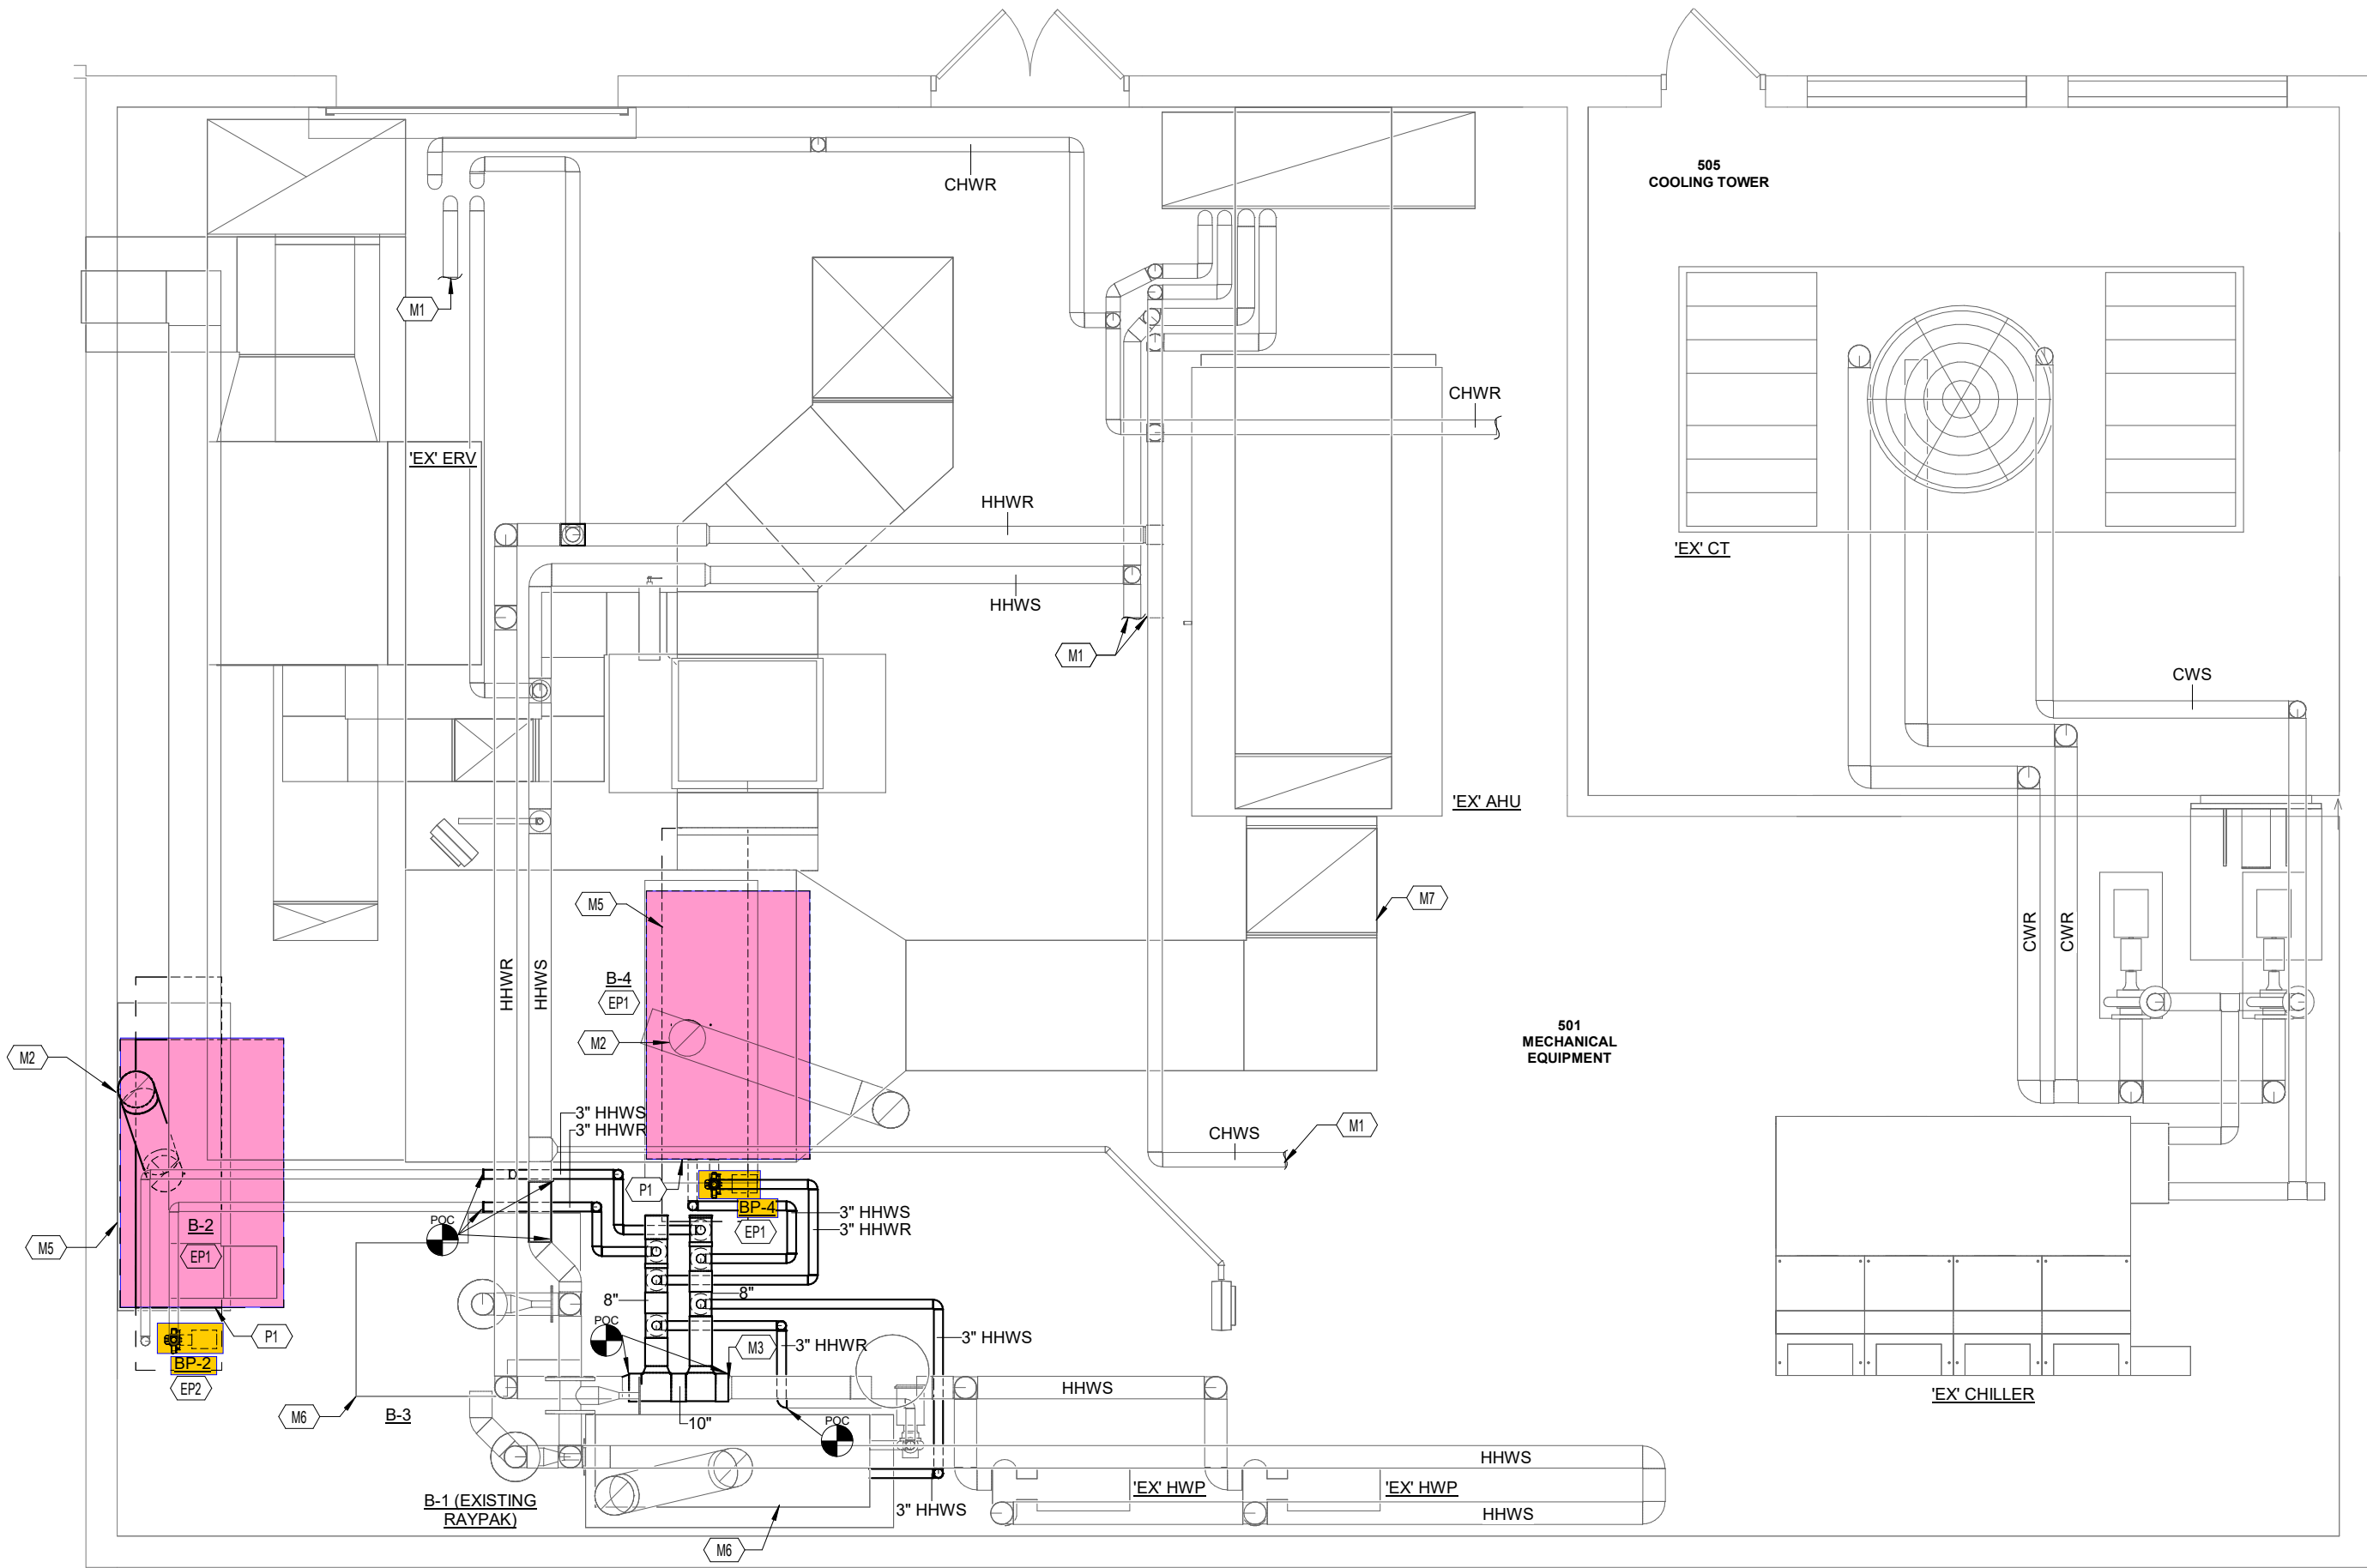 505
COOLING TOWER
CHWR
M1
CHWR
'EX' ERV
HHWR
'EX' CT
HHWS
M1
CWS
'EX' AHU
M5
M7
CWR
CWR
HHWR
HHWS
B-4
EP1
M2
501
MECHANICAL
EQUIPMENT
M2
3" HHWS
3" HHWR
CHWS
M1
P1
BP-4
3" HHWS
B-2
POC
EP1
3" HHWR
M5
EP1
8"
8"
POC
P1
M3
3" HHWR
3" HHWS
BP-2
EP2
HHWS
'EX' CHILLER
M6
B-3
10"
POC
HHWS
'EX' HWP
'EX' HWP
B-1 (EXISTING
RAYPAK)
3" HHWS
HHWS
M6